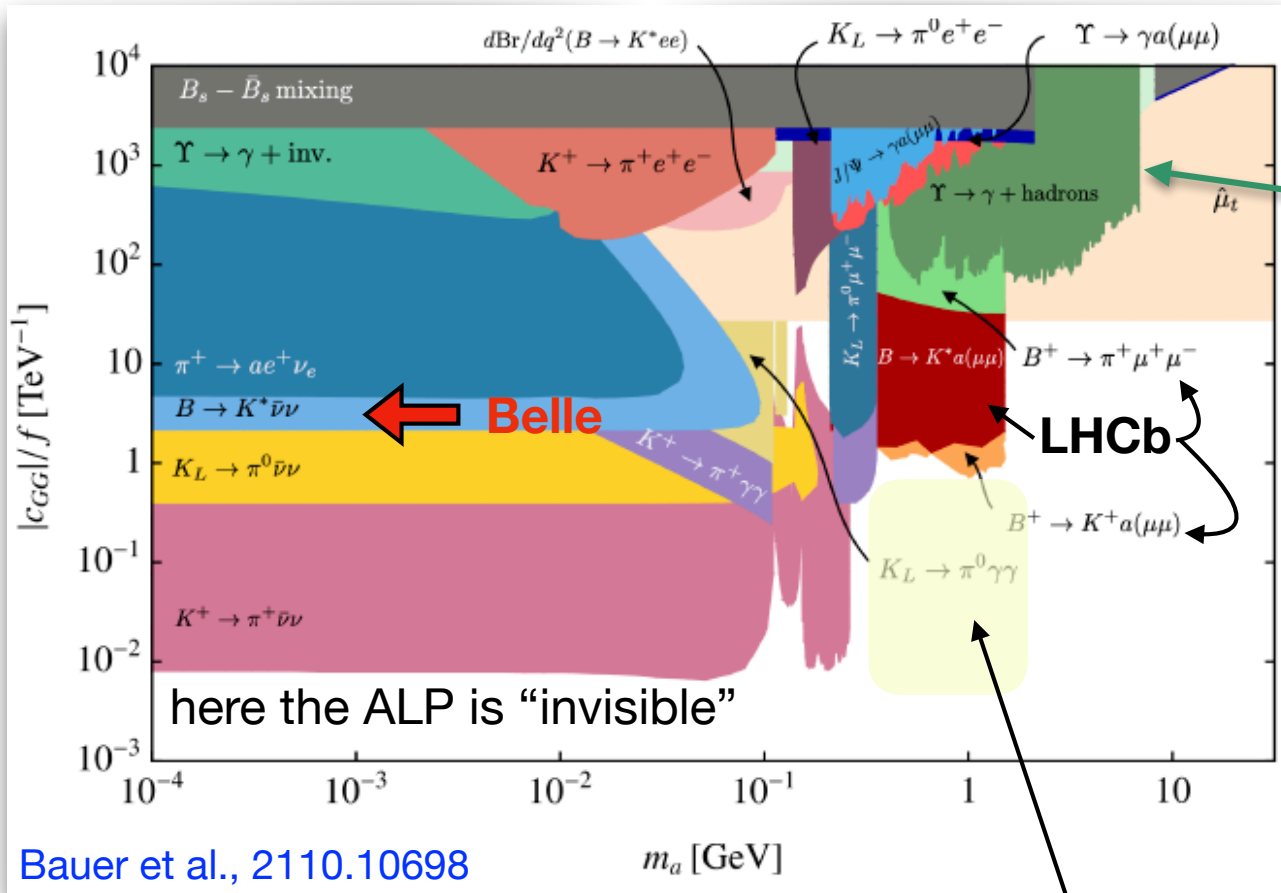 dBr/dq²(B → K*ee)
K_L → π⁰e⁺e⁻
Υ → γa(μμ)
10⁴
10³
10²
10
1
10⁻¹
10⁻²
10⁻³
|c_GG|/f [TeV⁻¹]
B_s − B̄_s mixing
Υ → γ + inv.
K⁺ → π⁺e⁺e⁻
J/Ψ → γa(μμ)
Υ → γ + hadrons
μ̂_t
K_L → π⁰μ⁺μ⁻
π⁺ → ae⁺ν_e
B → K*a(μμ)
B⁺ → π⁺μ⁺μ⁻
B → K*ν̄ν
Belle
LHCb
K_L → π⁰ν̄ν
K⁺ → π⁺γγ
B⁺ → K⁺a(μμ)
K_L → π⁰γγ
K⁺ → π⁺ν̄ν
here the ALP is “invisible”
10⁻⁴
10⁻³
10⁻²
10⁻¹
1
10
m_a [GeV]
Bauer et al., 2110.10698